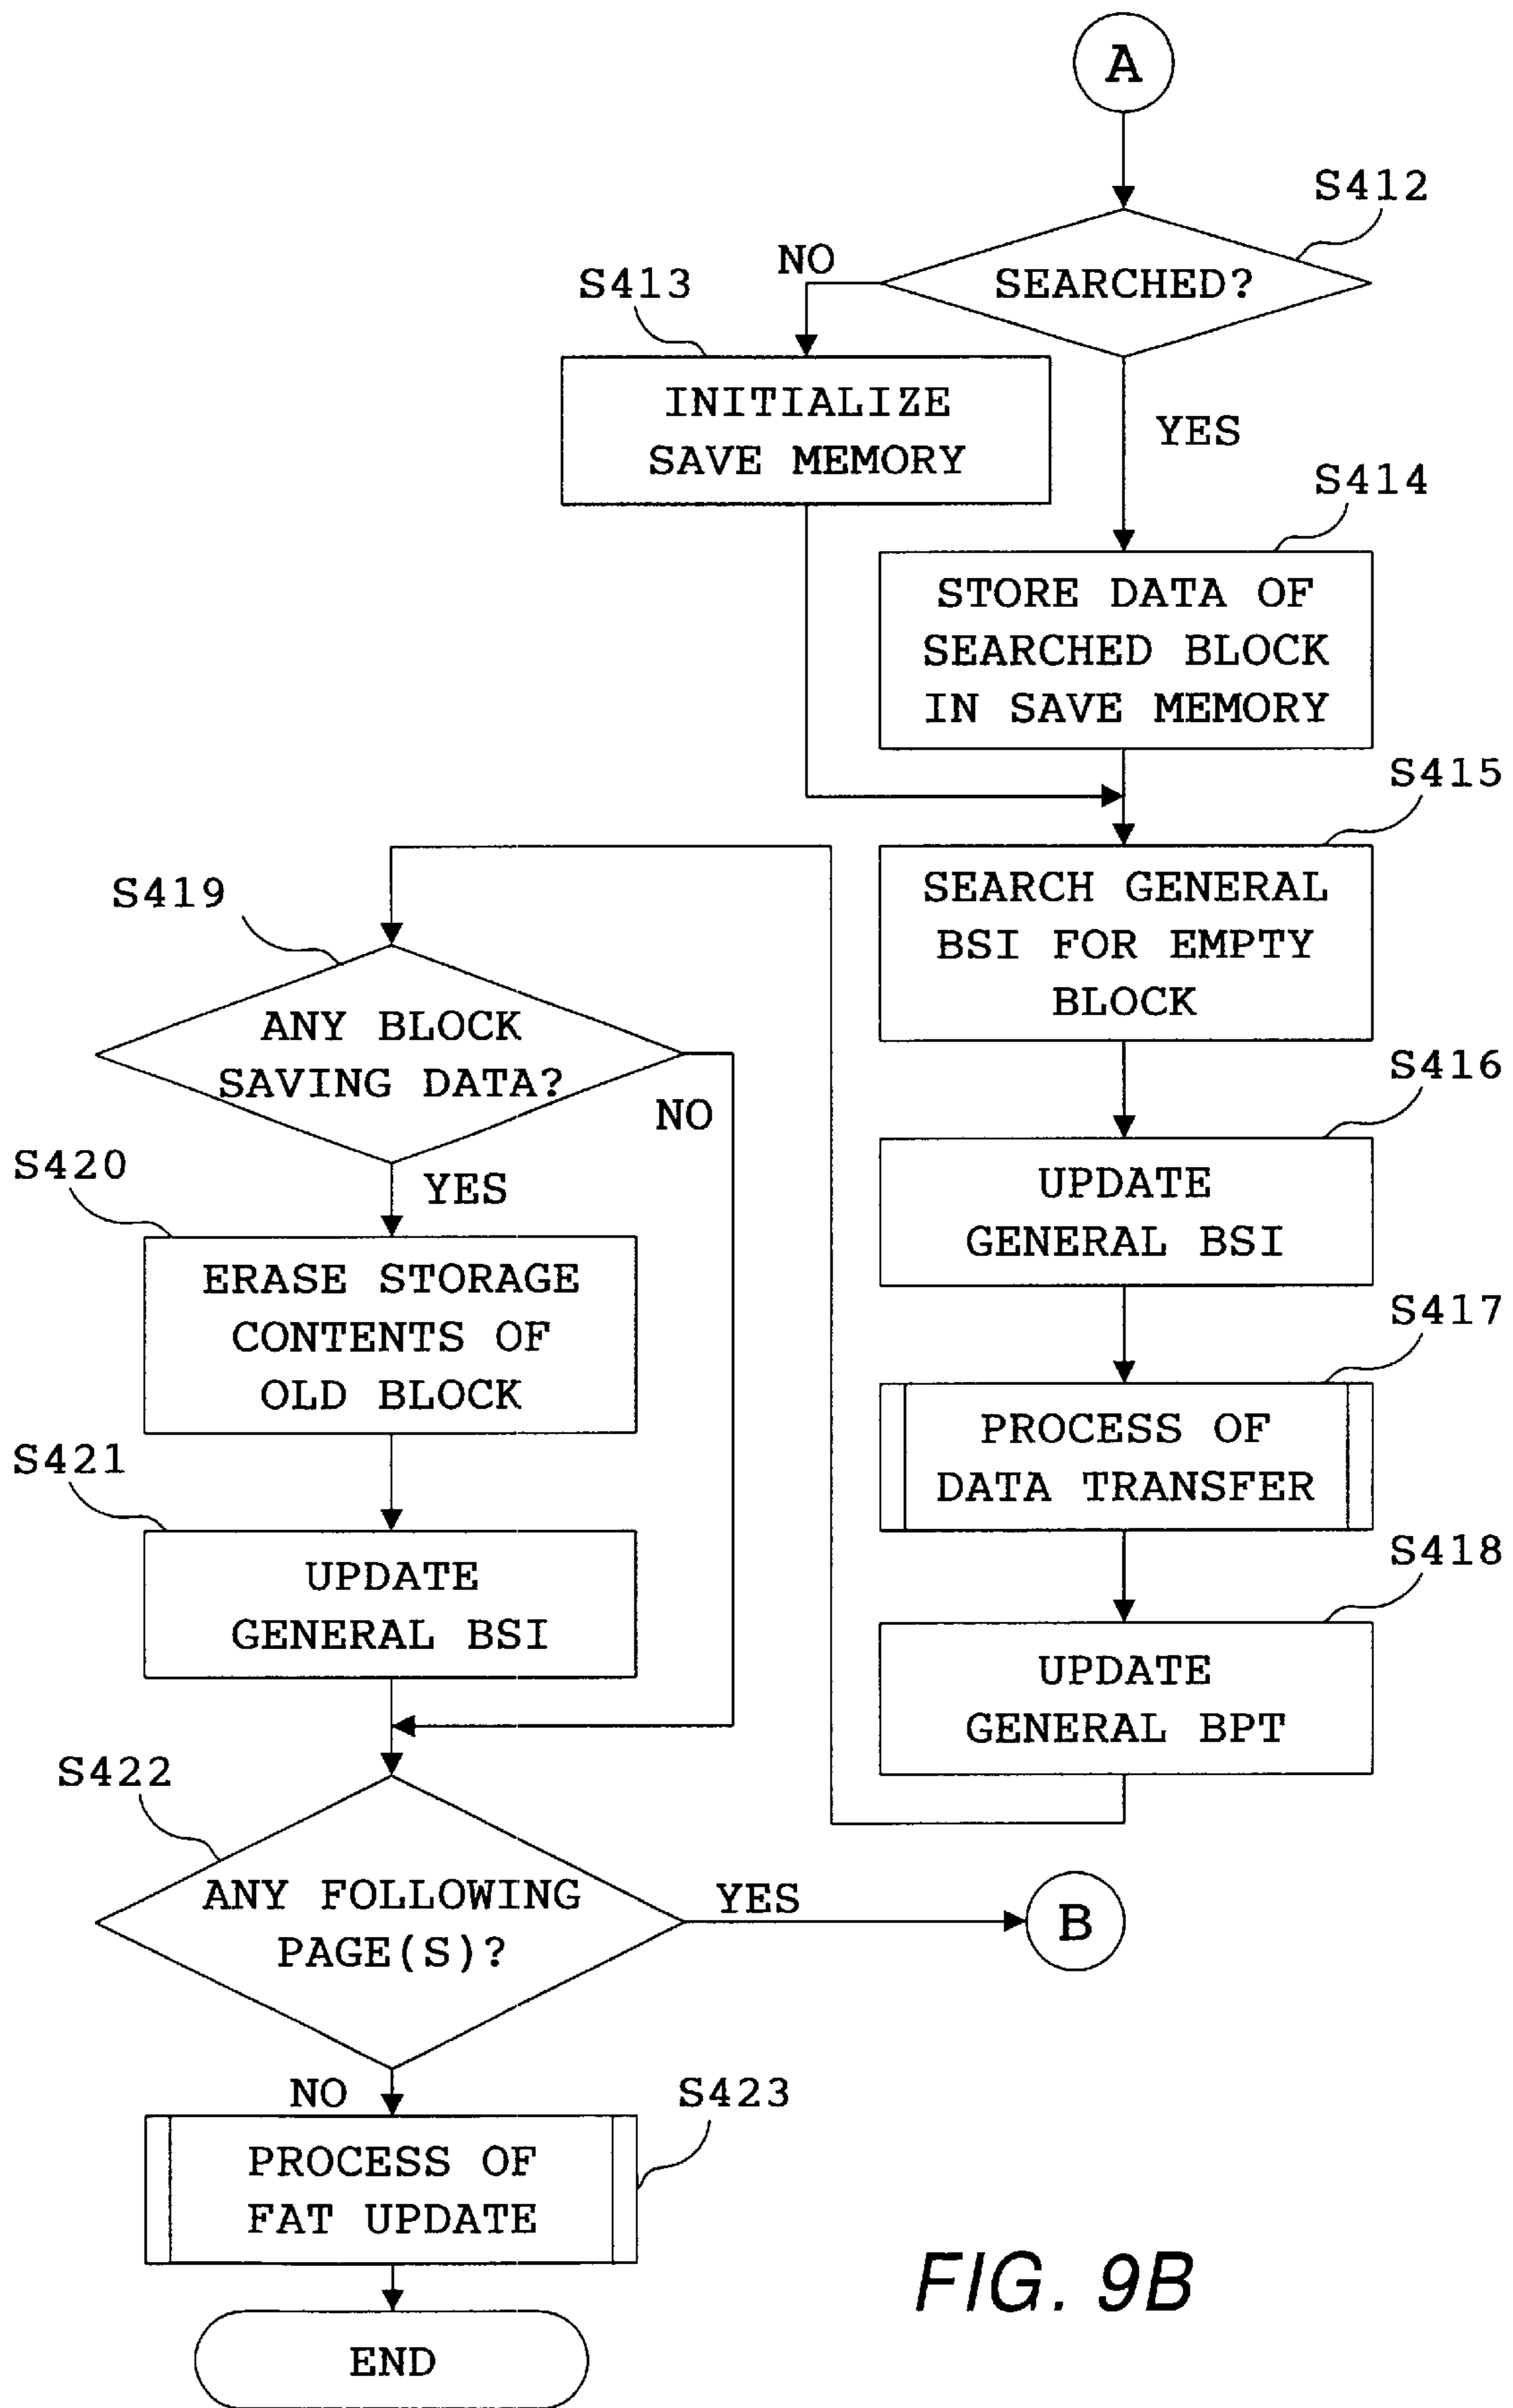 A
S412
SEARCHED?
NO
S413
INITIALIZE
SAVE MEMORY
YES
S414
STORE DATA OF
SEARCHED BLOCK
IN SAVE MEMORY
S415
SEARCH GENERAL
BSI FOR EMPTY
BLOCK
S416
UPDATE
GENERAL BSI
S417
PROCESS OF
DATA TRANSFER
S418
UPDATE
GENERAL BPT
S419
ANY BLOCK
SAVING DATA?
NO
YES
S420
ERASE STORAGE
CONTENTS OF
OLD BLOCK
S421
UPDATE
GENERAL BSI
S422
ANY FOLLOWING
PAGE(S)?
YES
B
NO
S423
PROCESS OF
FAT UPDATE
END
FIG. 9B